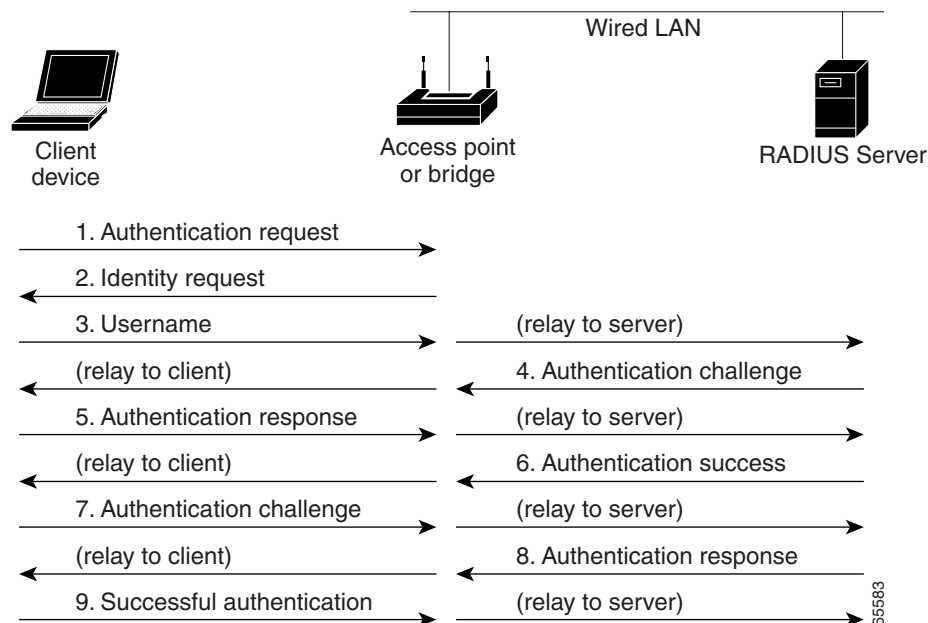 Wired LAN
Client
device
Access point
or bridge
RADIUS Server
1. Authentication request
2. Identity request
3. Username
(relay to server)
(relay to client)
4. Authentication challenge
5. Authentication response
(relay to server)
(relay to client)
6. Authentication success
7. Authentication challenge
(relay to server)
(relay to client)
8. Authentication response
9. Successful authentication
(relay to server)
65583